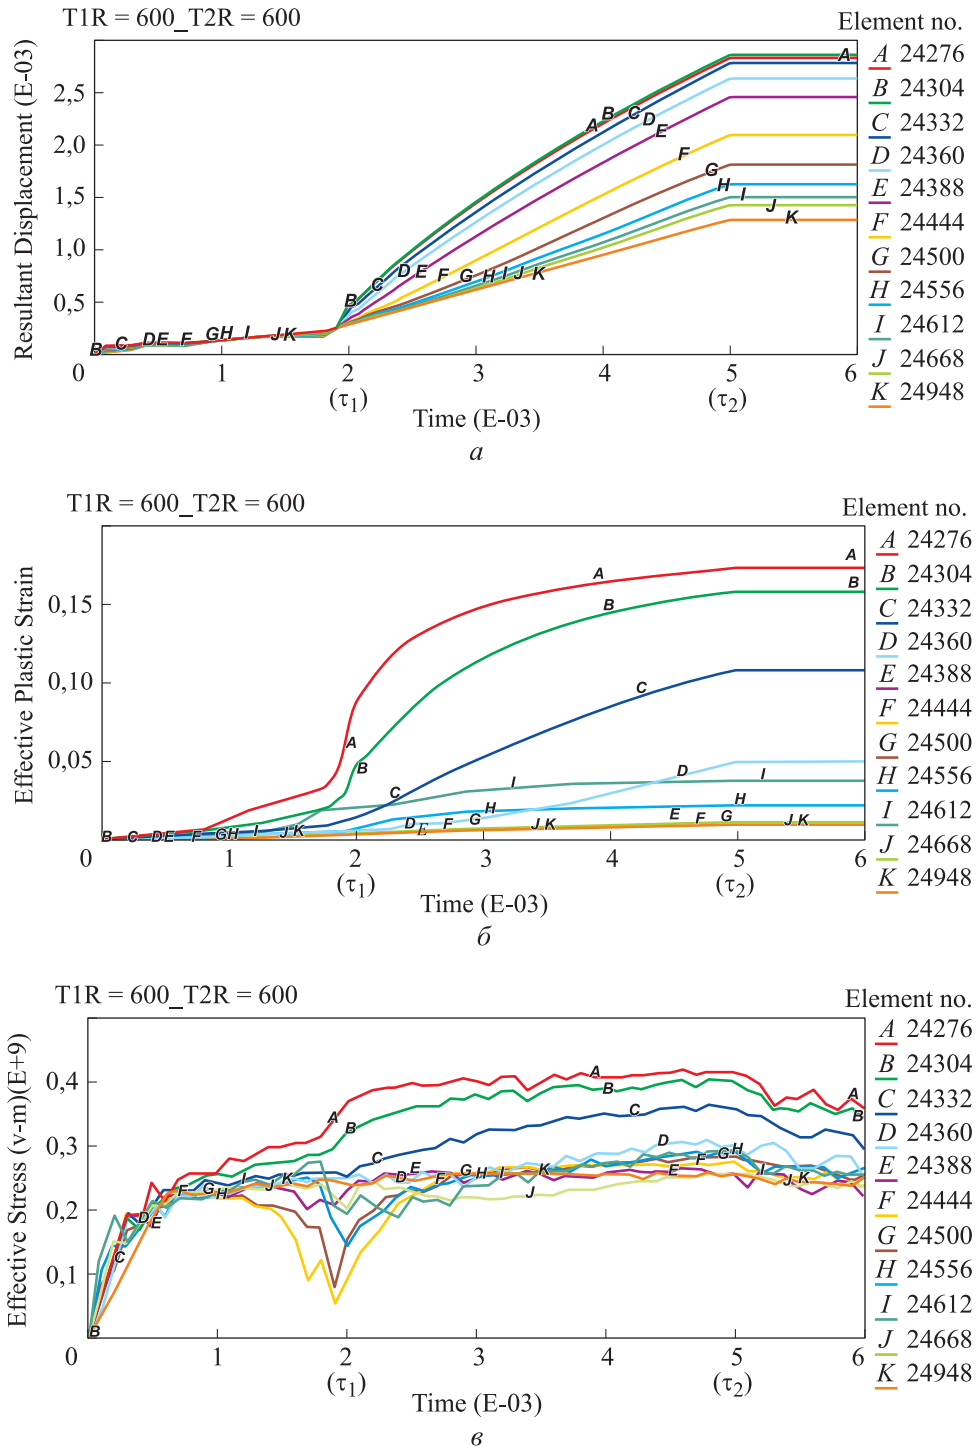 T1R = 600_T2R = 600
Element no.
A 24276
B 24304
C 24332
D 24360
E 24388
F 24444
G 24500
H 24556
I 24612
J 24668
K 24948
Resultant Displacement (E-03)
2,5
2,0
1,5
1,0
0,5
0
1
2
3
4
5
6
(τ1)
(τ2)
Time (E-03)
а
T1R = 600_T2R = 600
Element no.
A 24276
B 24304
C 24332
D 24360
E 24388
F 24444
G 24500
H 24556
I 24612
J 24668
K 24948
Effective Plastic Strain
0,15
0,10
0,05
0
1
2
3
4
5
6
(τ1)
(τ2)
Time (E-03)
б
T1R = 600_T2R = 600
Element no.
A 24276
B 24304
C 24332
D 24360
E 24388
F 24444
G 24500
H 24556
I 24612
J 24668
K 24948
Effective Stress (v-m)(E+9)
0,4
0,3
0,2
0,1
0
1
2
3
4
5
6
(τ1)
(τ2)
Time (E-03)
в